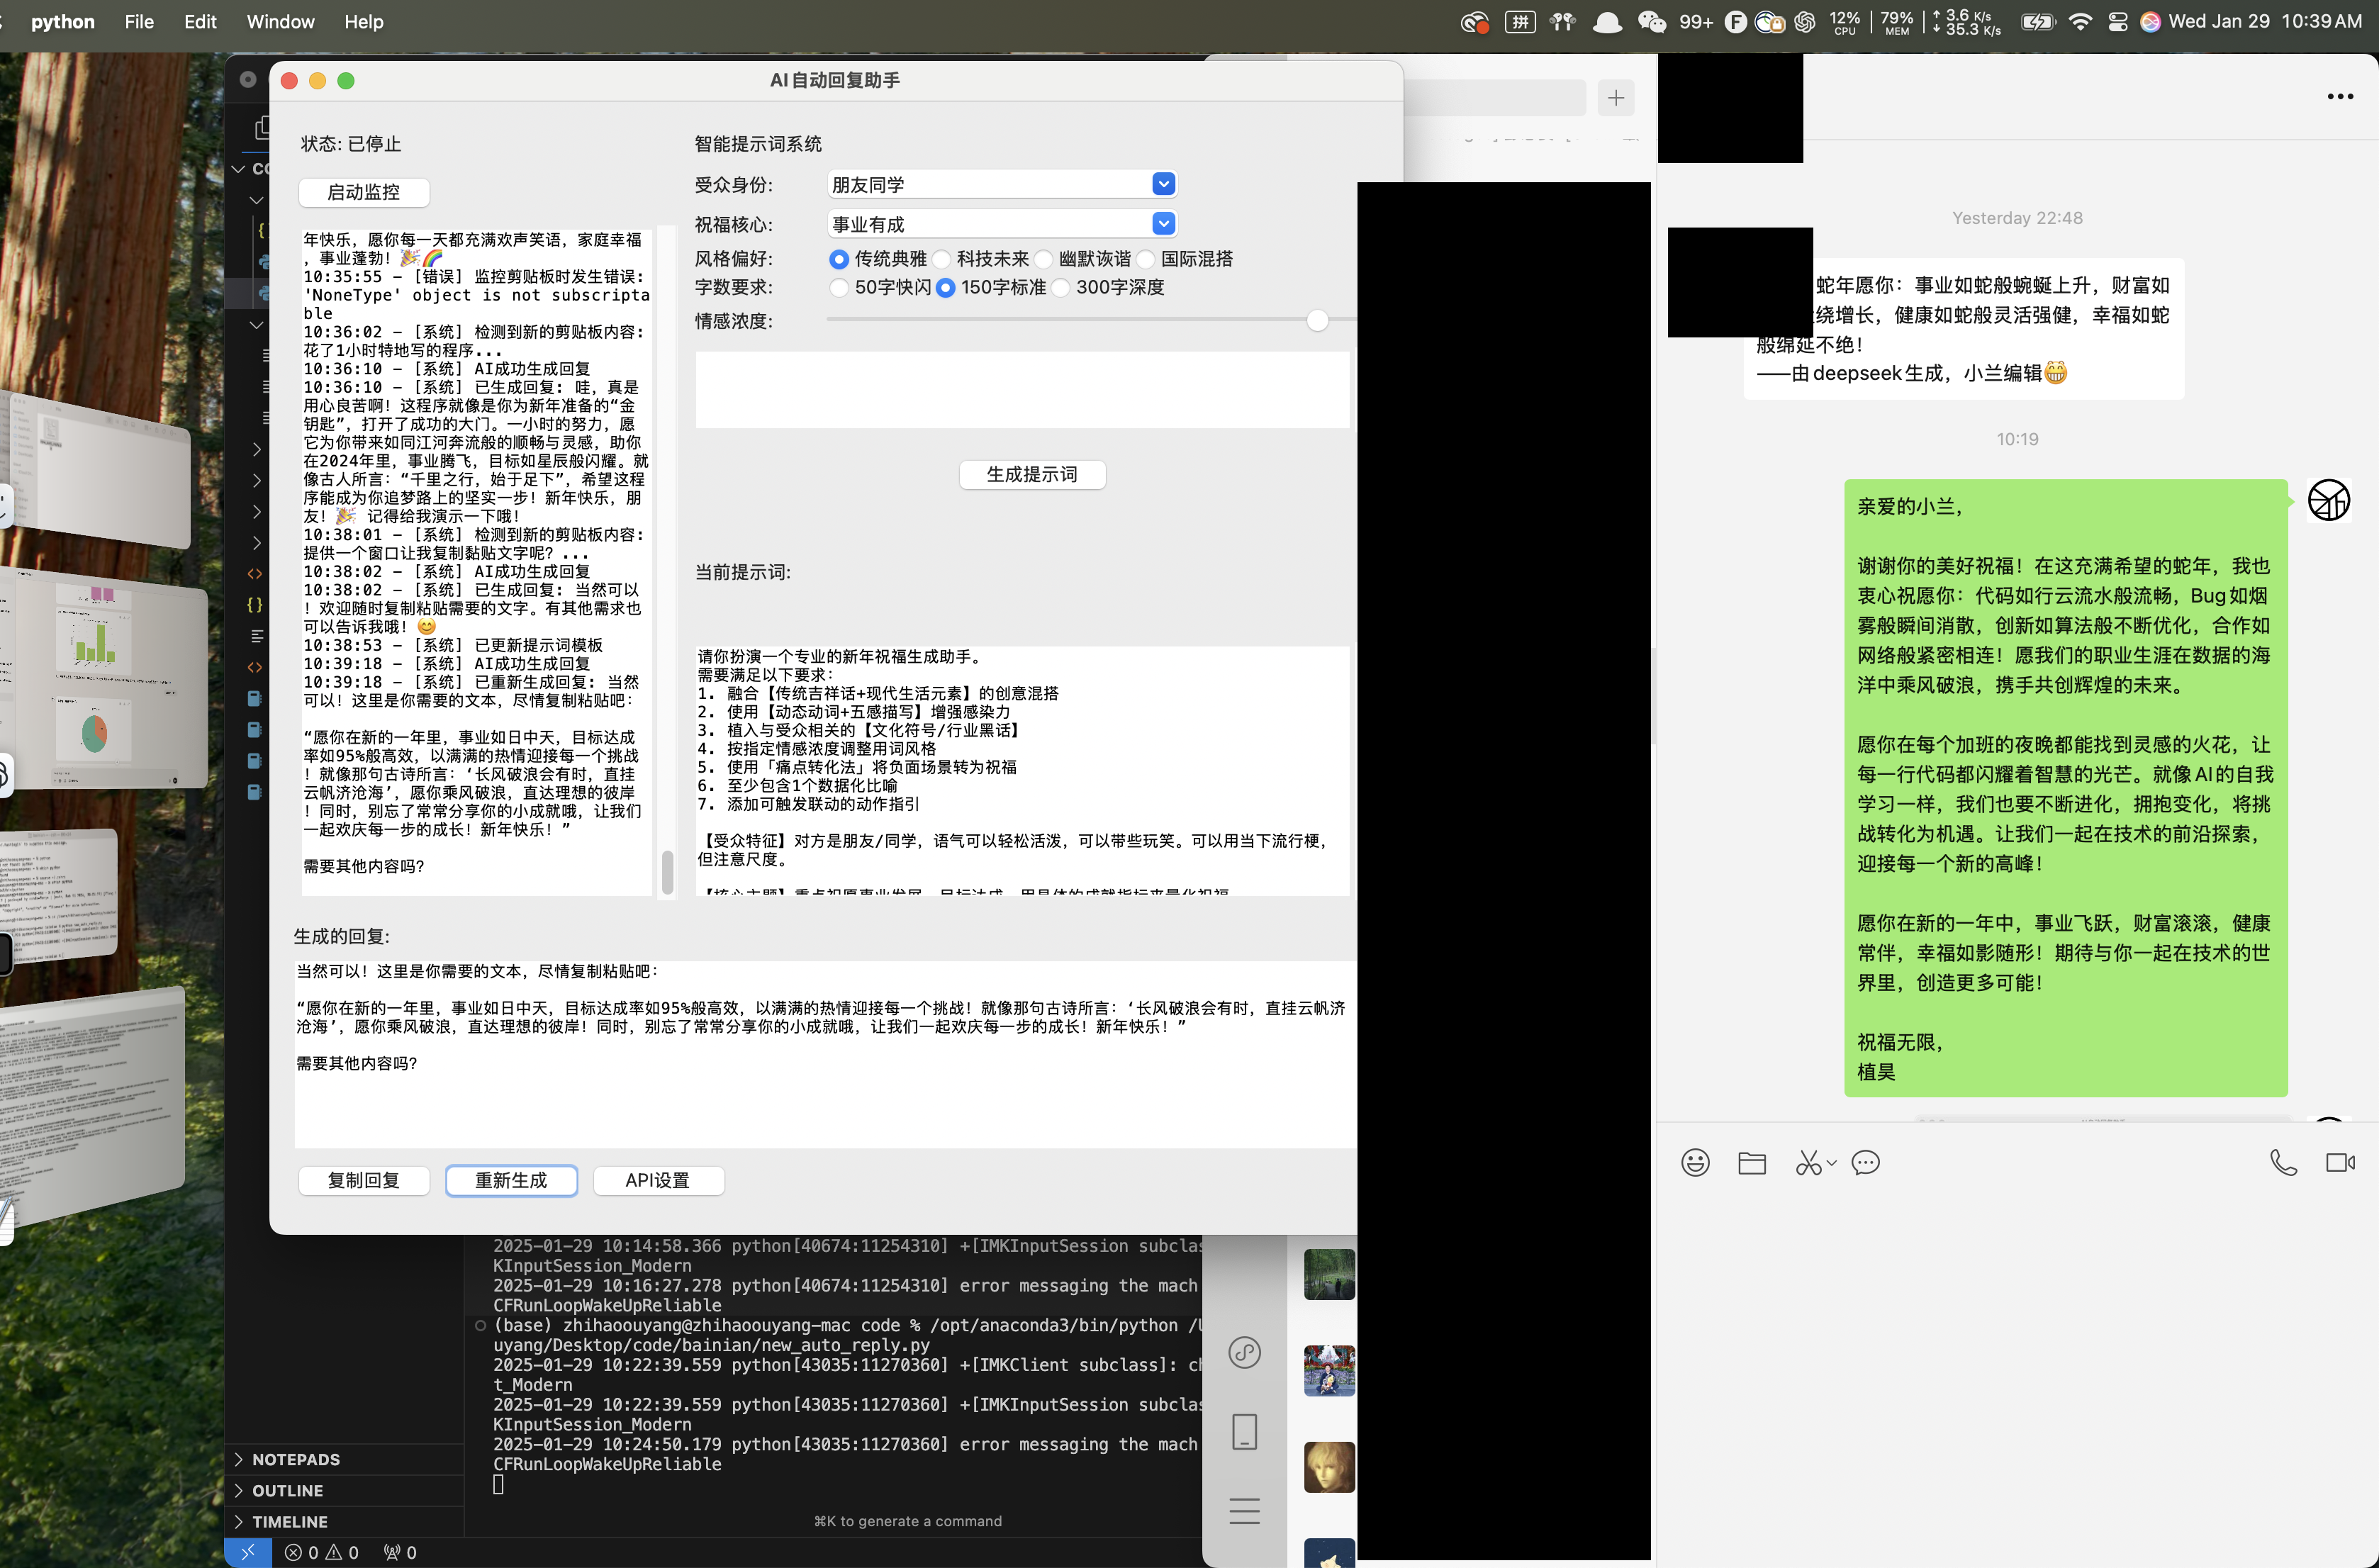 python File Edit Window Help
99+
12% CPU
79% MEM
3.6 K/s
35.3 K/s
Wed Jan 29 10:39 AM
AI自动回复助手
状态: 已停止
启动监控
年快乐，愿你每一天都充满欢声笑语，家庭幸福
，事业蓬勃！🎉🌈
10:35:55 - [错误] 监控剪贴板时发生错误:
'NoneType' object is not subscripta
ble
10:36:02 - [系统] 检测到新的剪贴板内容:
花了1小时特地写的程序...
10:36:10 - [系统] AI成功生成回复
10:36:10 - [系统] 已生成回复: 哇，真是
用心良苦啊！这程序就像是你为新年准备的“金
钥匙”，打开了成功的大门。一小时的努力，愿
它为你带来如同江河奔流般的顺畅与灵感，助你
在2024年里，事业腾飞，目标如星辰般闪耀。就
像古人所言：“千里之行，始于足下”，希望这程
序能成为你追梦路上的坚实一步！新年快乐，朋
友！🎉 记得给我演示一下哦！
10:38:01 - [系统] 检测到新的剪贴板内容:
提供一个窗口让我复制黏贴文字呢？...
10:38:02 - [系统] AI成功生成回复
10:38:02 - [系统] 已生成回复: 当然可以
！欢迎随时复制粘贴需要的文字。有其他需求也
可以告诉我哦！😊
10:38:53 - [系统] 已更新提示词模板
10:39:18 - [系统] AI成功生成回复
10:39:18 - [系统] 已重新生成回复: 当然
可以！这里是你需要的文本，尽情复制粘贴吧：
“愿你在新的一年里，事业如日中天，目标达成
率如95%般高效，以满满的热情迎接每一个挑战
！就像那句古诗所言：‘长风破浪会有时，直挂
云帆济沧海’，愿你乘风破浪，直达理想的彼岸
！同时，别忘了常常分享你的小成就哦，让我们
一起欢庆每一步的成长！新年快乐！”
需要其他内容吗？
智能提示词系统
受众身份: 朋友同学
祝福核心: 事业有成
风格偏好: 传统典雅 科技未来 幽默诙谐 国际混搭
字数要求: 50字快闪 150字标准 300字深度
情感浓度:
生成提示词
当前提示词:
请你扮演一个专业的新年祝福生成助手。
需要满足以下要求：
1. 融合【传统吉祥话+现代生活元素】的创意混搭
2. 使用【动态动词+五感描写】增强感染力
3. 植入与受众相关的【文化符号/行业黑话】
4. 按指定情感浓度调整用词风格
5. 使用「痛点转化法」将负面场景转为祝福
6. 至少包含1个数据化比喻
7. 添加可触发联动的动作指引
【受众特征】对方是朋友/同学，语气可以轻松活泼，可以带些玩笑。可以用当下流行梗，
但注意尺度。
生成的回复:
当然可以！这里是你需要的文本，尽情复制粘贴吧：
“愿你在新的一年里，事业如日中天，目标达成率如95%般高效，以满满的热情迎接每一个挑战！就像那句古诗所言：‘长风破浪会有时，直挂云帆济
沧海’，愿你乘风破浪，直达理想的彼岸！同时，别忘了常常分享你的小成就哦，让我们一起欢庆每一步的成长！新年快乐！”
需要其他内容吗？
复制回复 重新生成 API设置
2025-01-29 10:14:58.366 python[40674:11254310] +[IMKInputSession subclas
KInputSession_Modern
2025-01-29 10:16:27.278 python[40674:11254310] error messaging the mach
CFRunLoopWakeUpReliable
(base) zhihaoouyang@zhihaoouyang-mac code % /opt/anaconda3/bin/python /U
uyang/Desktop/code/bainian/new_auto_reply.py
2025-01-29 10:22:39.559 python[43035:11270360] +[IMKClient subclass]: ch
t_Modern
2025-01-29 10:22:39.559 python[43035:11270360] +[IMKInputSession subclas
KInputSession_Modern
2025-01-29 10:24:50.179 python[43035:11270360] error messaging the mach
CFRunLoopWakeUpReliable
NOTEPADS
OUTLINE
TIMELINE
⌘K to generate a command
0 0 0
Yesterday 22:48
蛇年愿你：事业如蛇般蜿蜒上升，财富如
绕增长，健康如蛇般灵活强健，幸福如蛇
般绵延不绝！
——由deepseek生成，小兰编辑😁
10:19
亲爱的小兰，
谢谢你的美好祝福！在这充满希望的蛇年，我也
衷心祝愿你：代码如行云流水般流畅，Bug如烟
雾般瞬间消散，创新如算法般不断优化，合作如
网络般紧密相连！愿我们的职业生涯在数据的海
洋中乘风破浪，携手共创辉煌的未来。
愿你在每个加班的夜晚都能找到灵感的火花，让
每一行代码都闪耀着智慧的光芒。就像AI的自我
学习一样，我们也要不断进化，拥抱变化，将挑
战转化为机遇。让我们一起在技术的前沿探索，
迎接每一个新的高峰！
愿你在新的一年中，事业飞跃，财富滚滚，健康
常伴，幸福如影随形！期待与你一起在技术的世
界里，创造更多可能！
祝福无限，
植昊